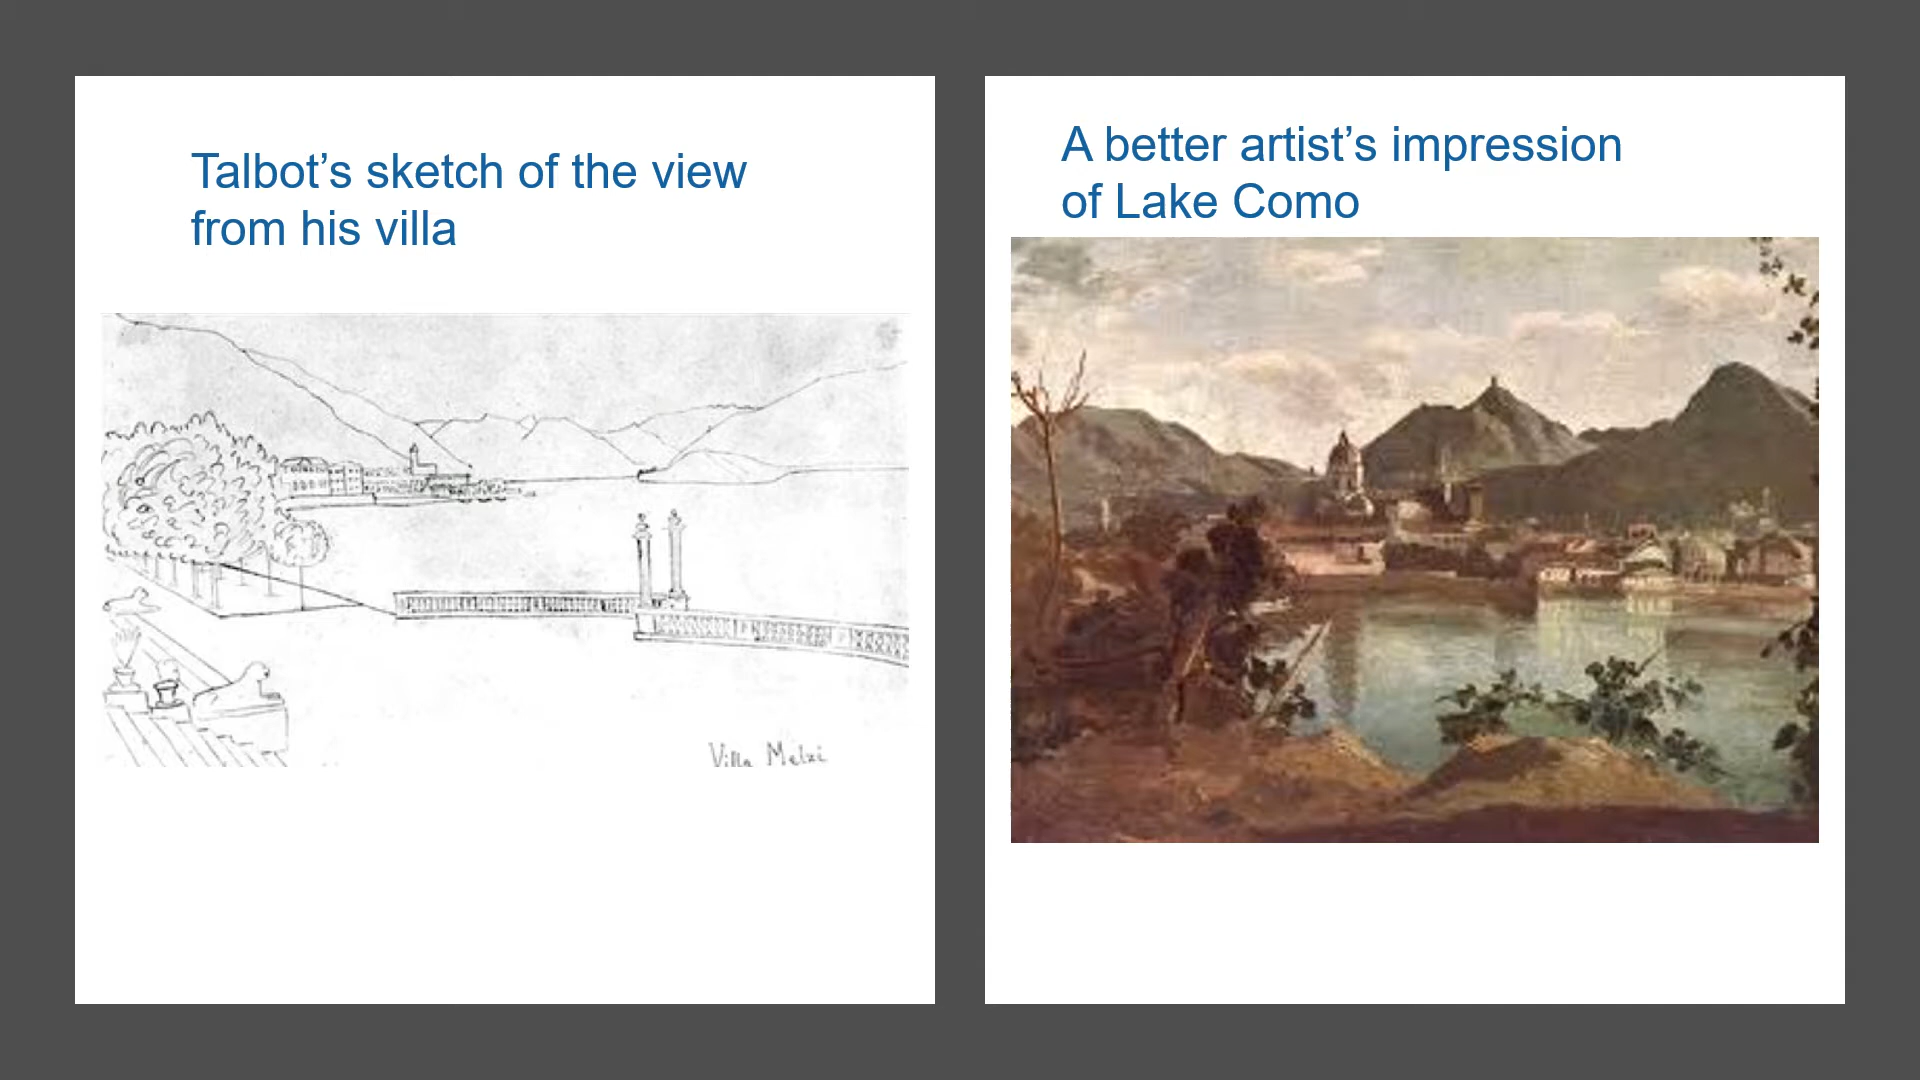 Talbot’s sketch of the view
from his villa
A better artist’s impression
of Lake Como
Villa Melzi